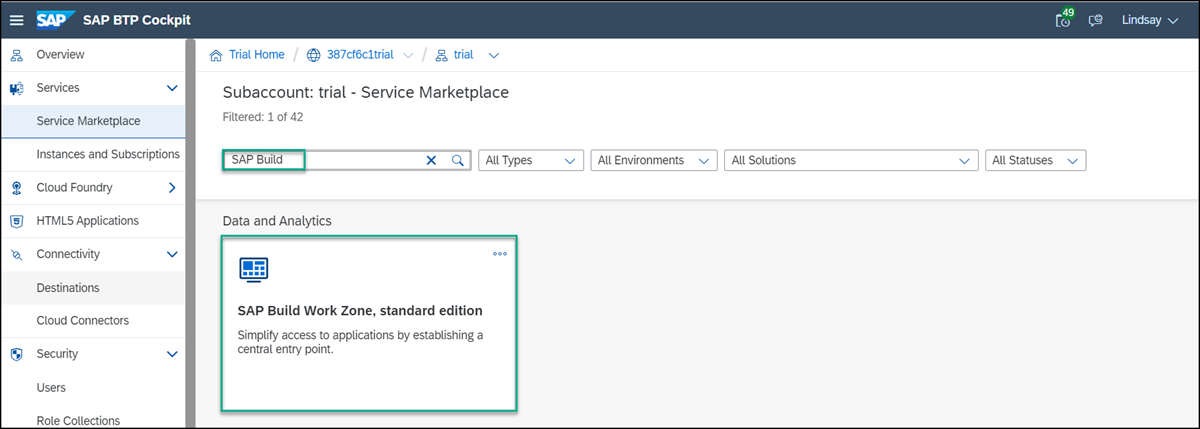 SAP SAP BTP Cockpit
49
Lindsay
Overview
Services
Service Marketplace
Instances and Subscriptions
Cloud Foundry
HTML5 Applications
Connectivity
Destinations
Cloud Connectors
Security
Users
Role Collections
Trial Home / 387cf6c1trial / trial
Subaccount: trial - Service Marketplace
Filtered: 1 of 42
SAP Build
All Types
All Environments
All Solutions
All Statuses
Data and Analytics
SAP Build Work Zone, standard edition
Simplify access to applications by establishing a
central entry point.